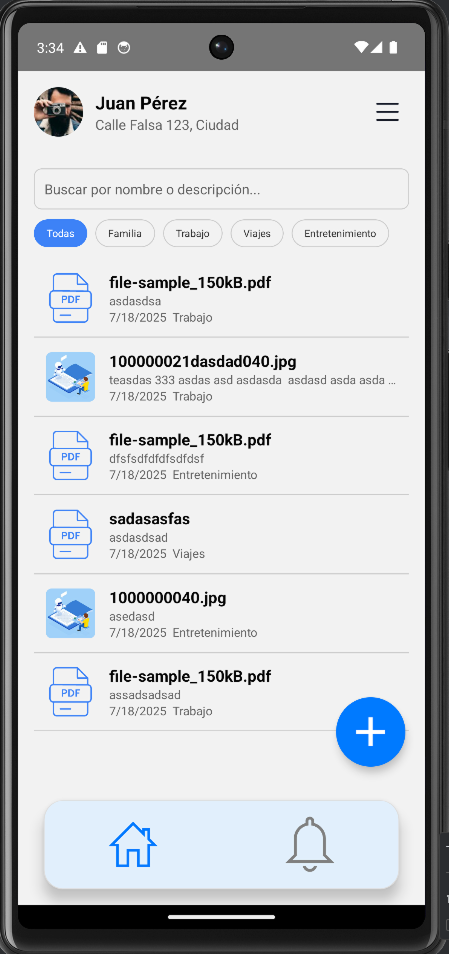 3:34
Juan Pérez
Calle Falsa 123, Ciudad
Buscar por nombre o descripción...
Todas
Familia
Trabajo
Viajes
Entretenimiento
PDF
file-sample_150kB.pdf
asdasdsa
7/18/2025 Trabajo
100000021dasdad040.jpg
teasdas 333 asdas asd asdasda asdasd asda asda ...
7/18/2025 Trabajo
PDF
file-sample_150kB.pdf
dfsfsdfdfdfsdfdsf
7/18/2025 Entretenimiento
PDF
sadasasfas
asdasdsad
7/18/2025 Viajes
1000000040.jpg
asedasd
7/18/2025 Entretenimiento
PDF
file-sample_150kB.pdf
assadsadsad
7/18/2025 Trabajo